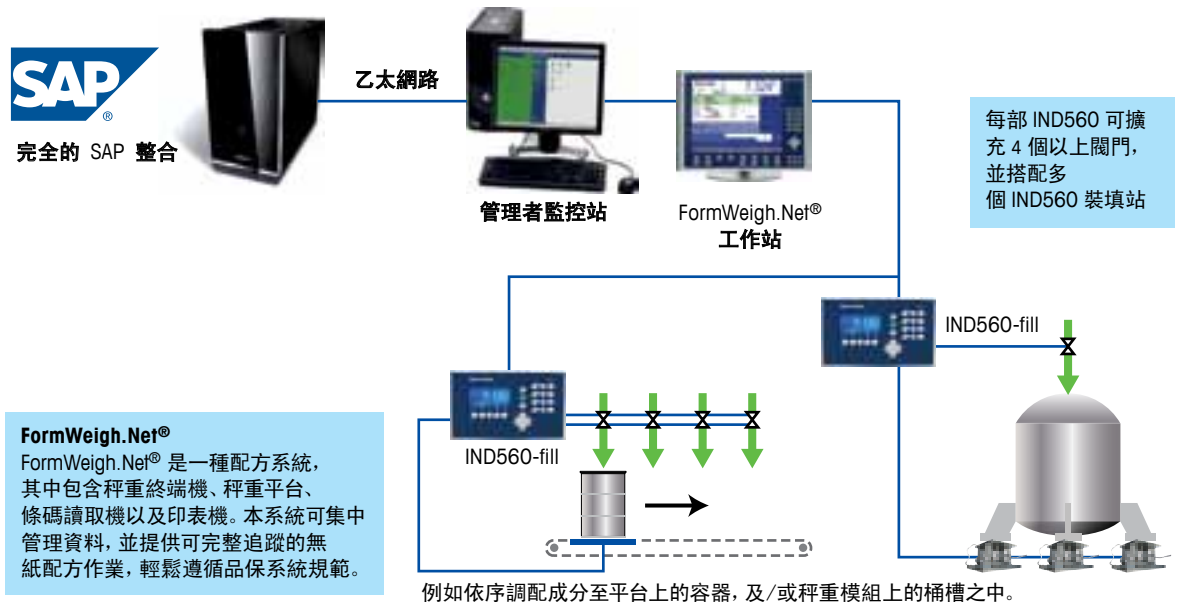 SAP®
完全的 SAP 整合
乙太網路
管理者監控站
FormWeigh.Net®
工作站
每部 IND560 可擴
充 4 個以上閥門,
並搭配多
個 IND560 裝填站
IND560-fill
IND560-fill
FormWeigh.Net®
FormWeigh.Net® 是一種配方系統,
其中包含秤重終端機、秤重平台、
條碼讀取機以及印表機。本系統可集中
管理資料, 並提供可完整追蹤的無
紙配方作業, 輕鬆遵循品保系統規範。
例如依序調配成分至平台上的容器, 及/或秤重模組上的桶槽之中。